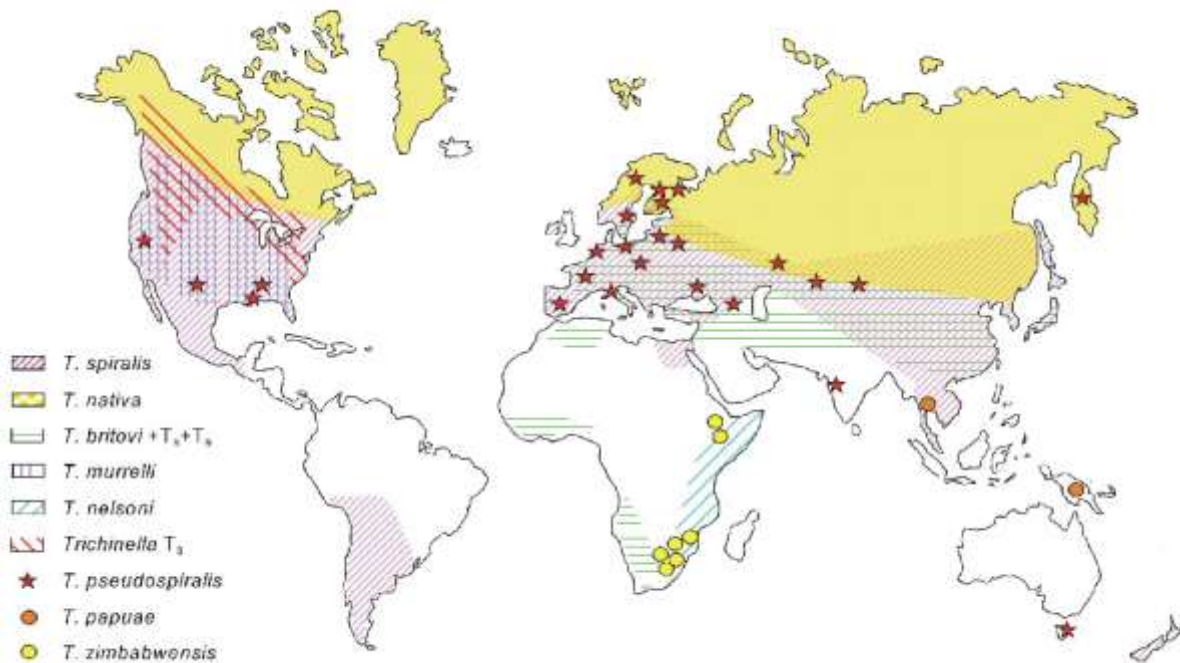 T. spiralis
T. nativa
T. britovi +T₈+T₉
T. murrelli
T. nelsoni
Trichinella T₆
T. pseudospiralis
T. papuae
T. zimbabwensis